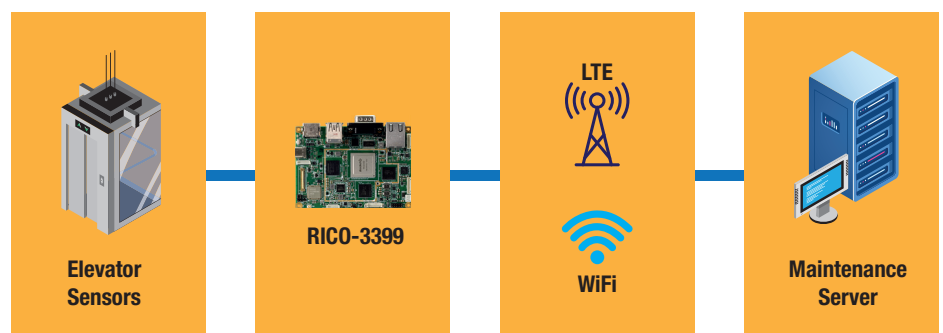 Elevator
Sensors
RICO-3399
LTE
WiFi
Maintenance
Server